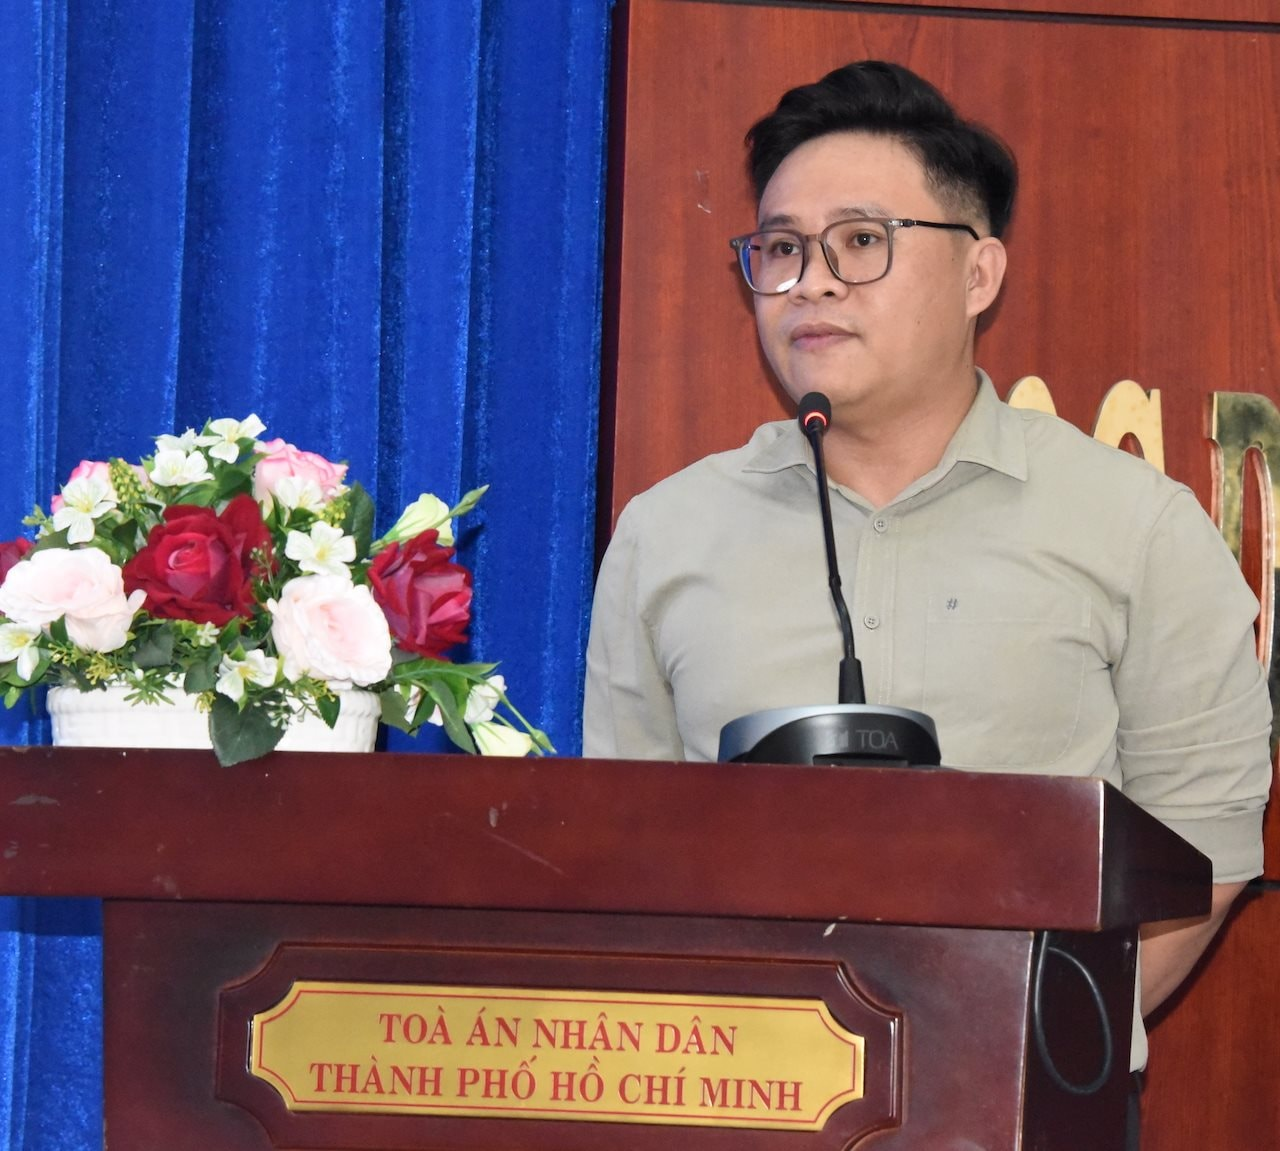 TOA
TOÀ ÁN NHÂN DÂN
THÀNH PHỐ HỒ CHÍ MINH